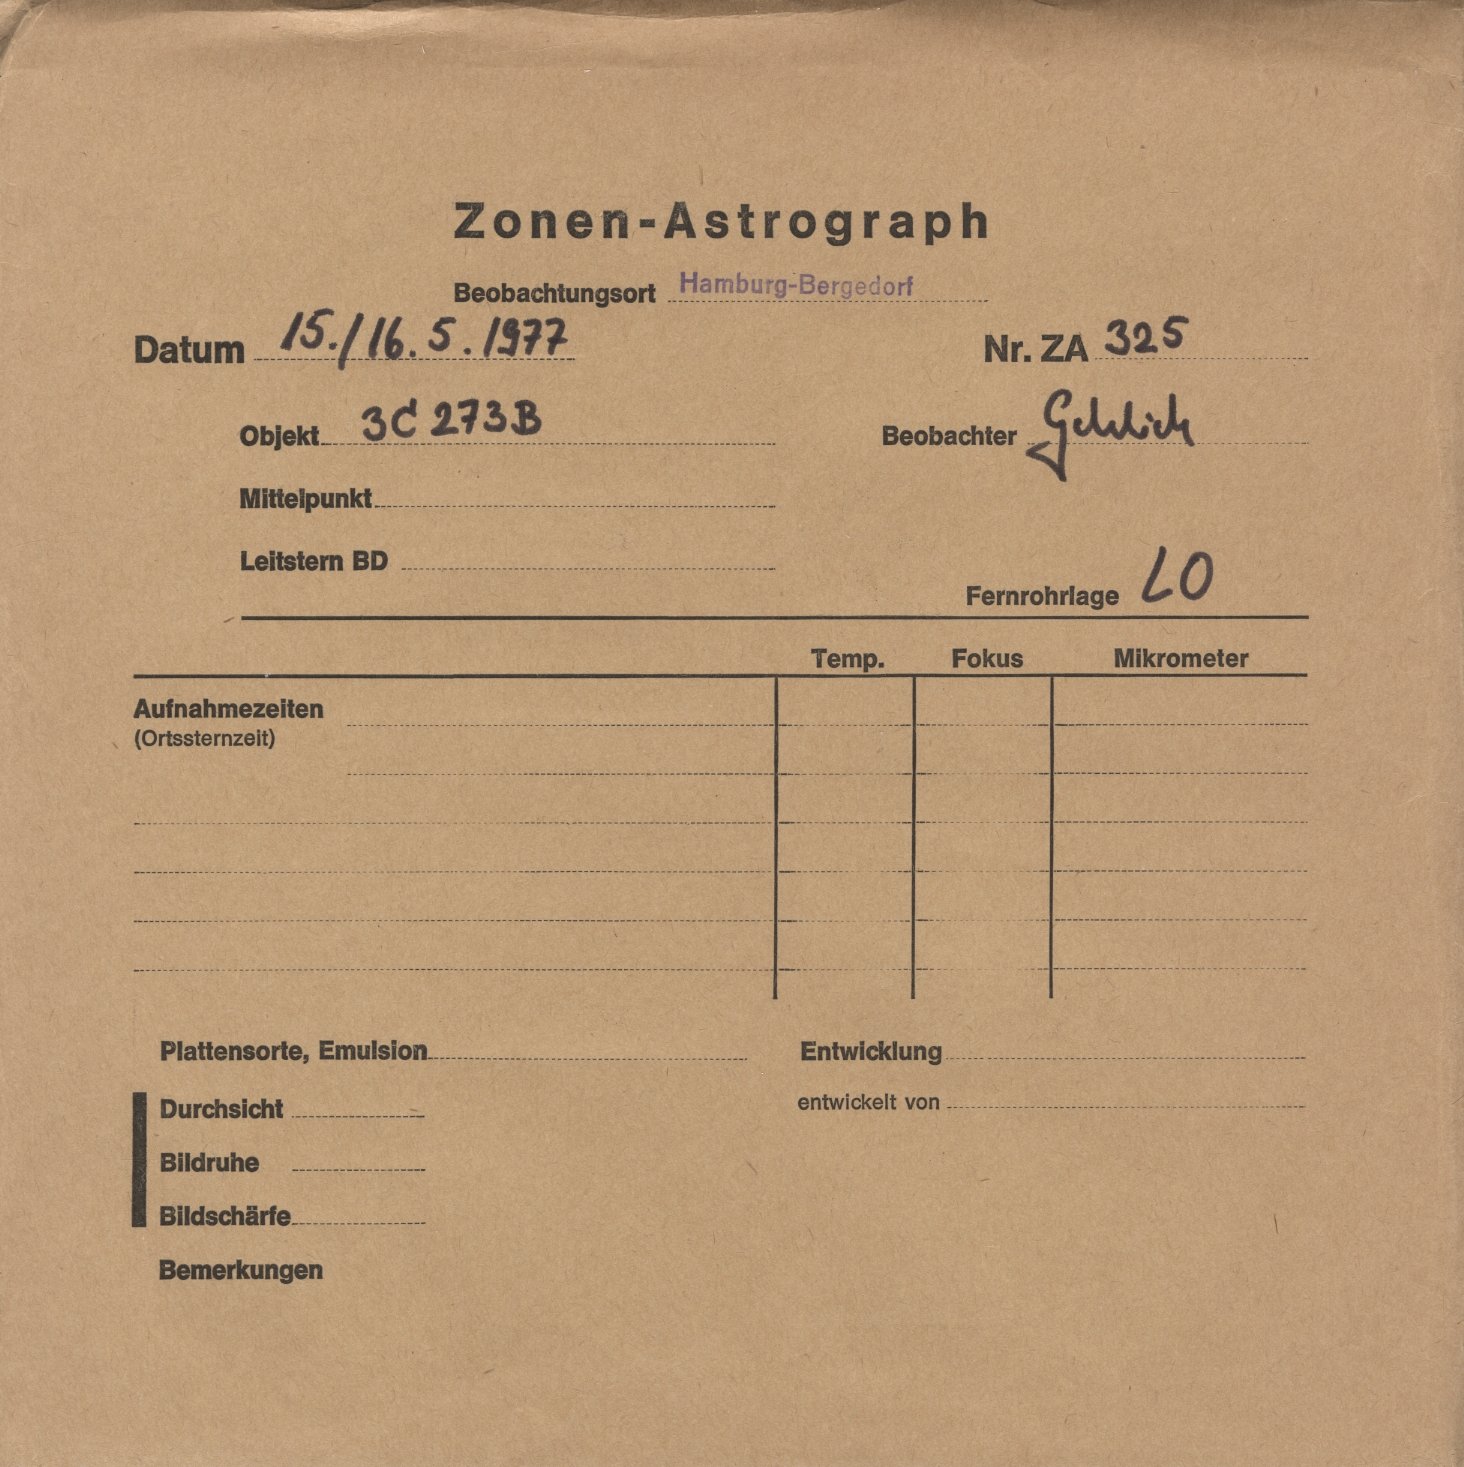 Zonen-Astrograph
Beobachtungsort Hamburg-Bergedorf
Datum 15./16.5.1977 Nr. ZA 325
Objekt 3C 273B Beobachter
Mittelpunkt
Leitstern BD
Fernrohrlage LO
Temp. Fokus Mikrometer
Aufnahmezeiten
(Ortssternzeit)
Plattensorte, Emulsion Entwicklung
Durchsicht entwickelt von
Bildruhe
Bildschärfe
Bemerkungen